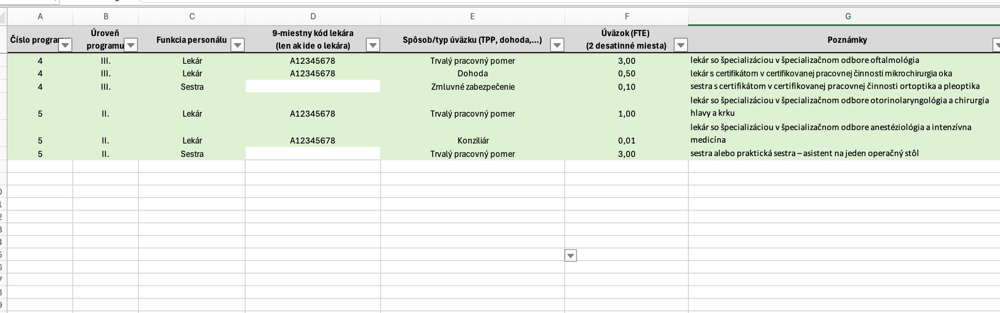 A B C D E F G
Číslo Úroveň programu Funkcia personálu 9-miestny kód lekára (len ak ide o lekára) Spôsob/typ úväzku (TPP, dohoda,...) Úväzok (FTE) (2 desatinné miesta) Poznámky
4 III. Lekár A12345678 Trvalý pracovný pomer 3,00 lekár so špecializáciou v špecializačnom odbore oftalmológia
4 III. Lekár A12345678 Dohoda 0,50 lekár s certifikátom v certifikovanej pracovnej činnosti mikrochirurgia oka
4 III. Sestra Zmluvné zabezpečenie 0,10 sestra s certifikátom v certifikovanej pracovnej činnosti ortoptika a pleoptika
5 II. Lekár A12345678 Trvalý pracovný pomer 1,00 lekár so špecializáciou v špecializačnom odbore otorinolaryngológia a chirurgia
hlavy a krku
5 II. Lekár A12345678 Konziliár 0,01 lekár so špecializáciou v špecializačnom odbore anestéziológia a intenzívna
medicína
5 II. Sestra Trvalý pracovný pomer 3,00 sestra alebo praktická sestra – asistent na jeden operačný stôl